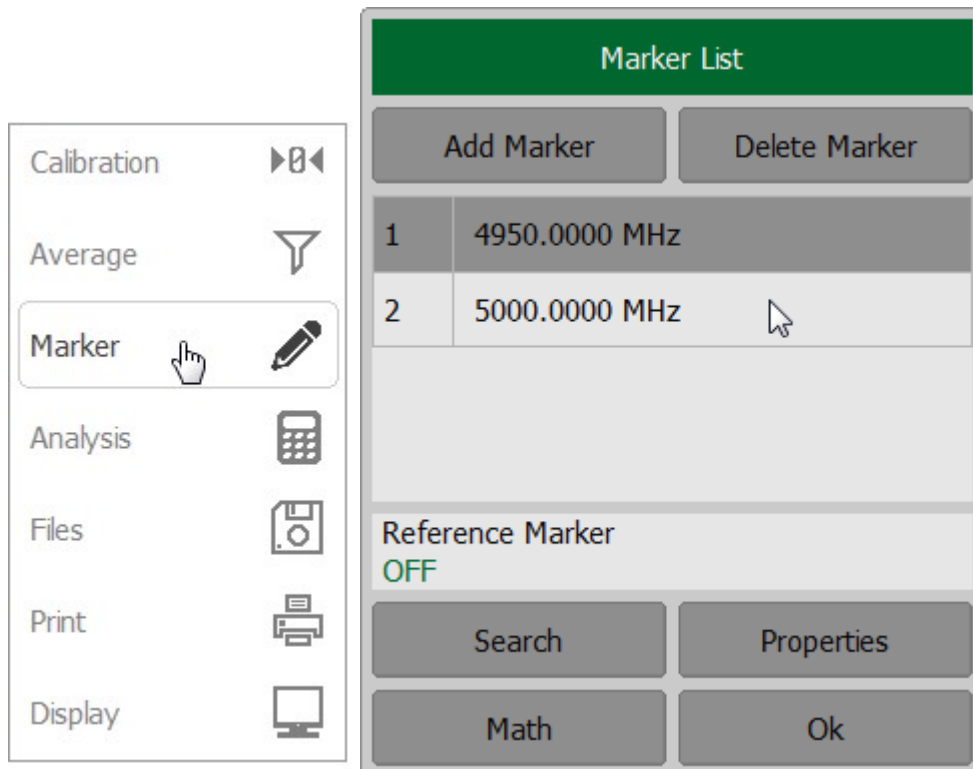 Calibration
Average
Marker
Analysis
Files
Print
Display
Marker List
Add Marker
Delete Marker
1 4950.0000 MHz
2 5000.0000 MHz
Reference Marker
OFF
Search
Properties
Math
Ok